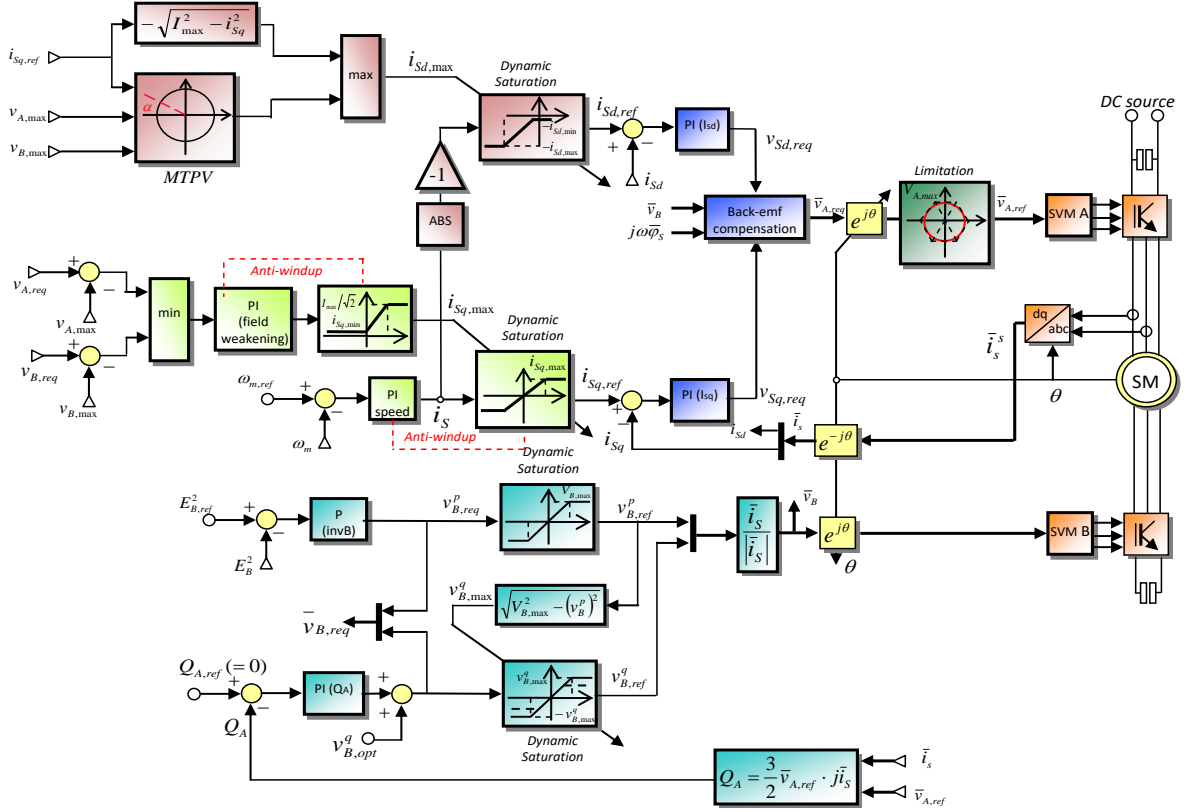 -√(I²_max − i²_Sq)
i_Sq,ref
v_A,max
v_B,max
α
MTPV
max
i_Sd,max
Dynamic
Saturation
−i_Sd,min
−i_Sd,max
i_Sd,ref
+
−
i_Sd
PI (Isd)
v_Sd,req
DC source
-1
ABS
v̄_B
jωφ̄_S
Back-emf
compensation
v̄_A,req
e^jθ
Limitation
V_A,max
v̄_A,ref
SVM A
v_A,req
+
−
v_A,max
v_B,req
+
−
v_B,max
min
Anti-windup
PI
(field
weakening)
I_max/√2
i_Sq,min
i_Sq,max
Dynamic
Saturation
i_Sq,max
ω_m,ref
+
−
ω_m
PI
speed
i_S
Anti-windup
i_Sq,ref
+
−
i_Sq
PI (Isq)
v_Sq,req
i_Sd
ī_s
e^−jθ
dq
abc
ī_s^s
θ
SM
Dynamic
Saturation
E²_B,ref
+
−
E²_B
P
(invB)
v^p_B,req
V_B,max
v^p_B,ref
ī_S
|ī_S|
v̄_B
e^jθ
θ
SVM B
v^q_B,max
√(V²_B,max − (v^p_B)²)
v̄_B,req
Q_A,ref (= 0)
+
−
Q_A
PI (QA)
+
+
v^q_B,opt
v^q_B,max
−v^q_B,max
v^q_B,ref
Dynamic
Saturation
Q_A = 3/2 v̄_A,ref · jī_S
ī_s
v̄_A,ref